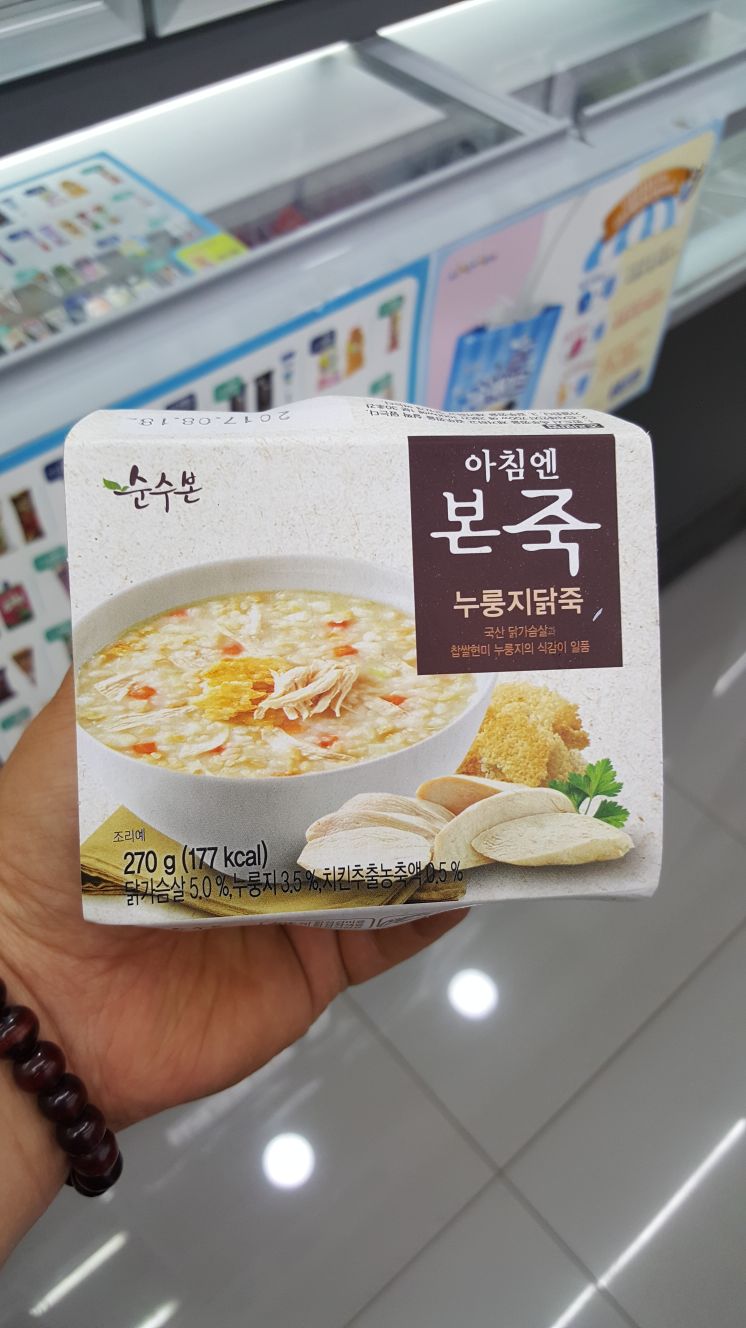 2017.08.18
순수본
아침엔
본죽
누룽지닭죽
국산 닭가슴살과
찹쌀현미 누룽지의 식감이 일품
조리예
270 g (177 kcal)
닭가슴살 5.0 %,누룽지 3.5 %,치킨추출농축액 0.5 %